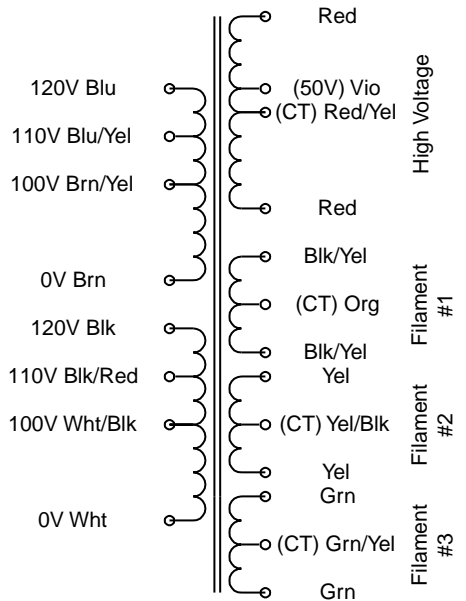 Red
120V Blu
(50V) Vio
(CT) Red/Yel
110V Blu/Yel
100V Brn/Yel
Red
High Voltage
0V Brn
Blk/Yel
(CT) Org
Blk/Yel
Filament
#1
120V Blk
110V Blk/Red
100V Wht/Blk
0V Wht
Yel
(CT) Yel/Blk
Yel
Filament
#2
Grn
(CT) Grn/Yel
Grn
Filament
#3